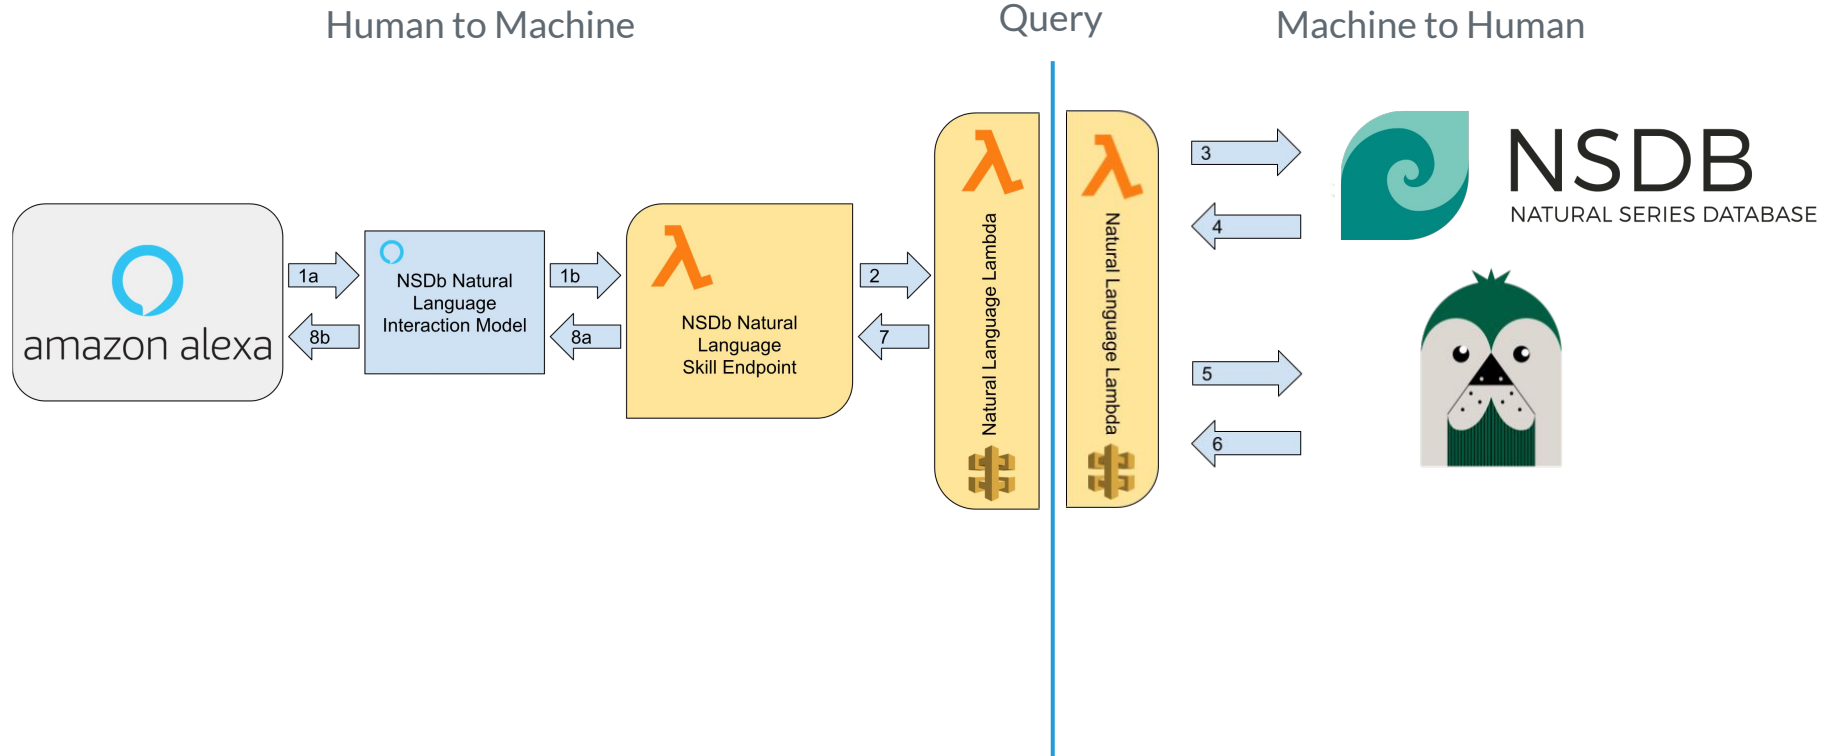 Human to Machine
Query
Machine to Human
amazon alexa
1a
8b
NSDb Natural
Language
Interaction Model
1b
8a
NSDb Natural
Language
Skill Endpoint
2
7
Natural Language Lambda
Natural Language Lambda
3
4
5
6
NSDB
NATURAL SERIES DATABASE